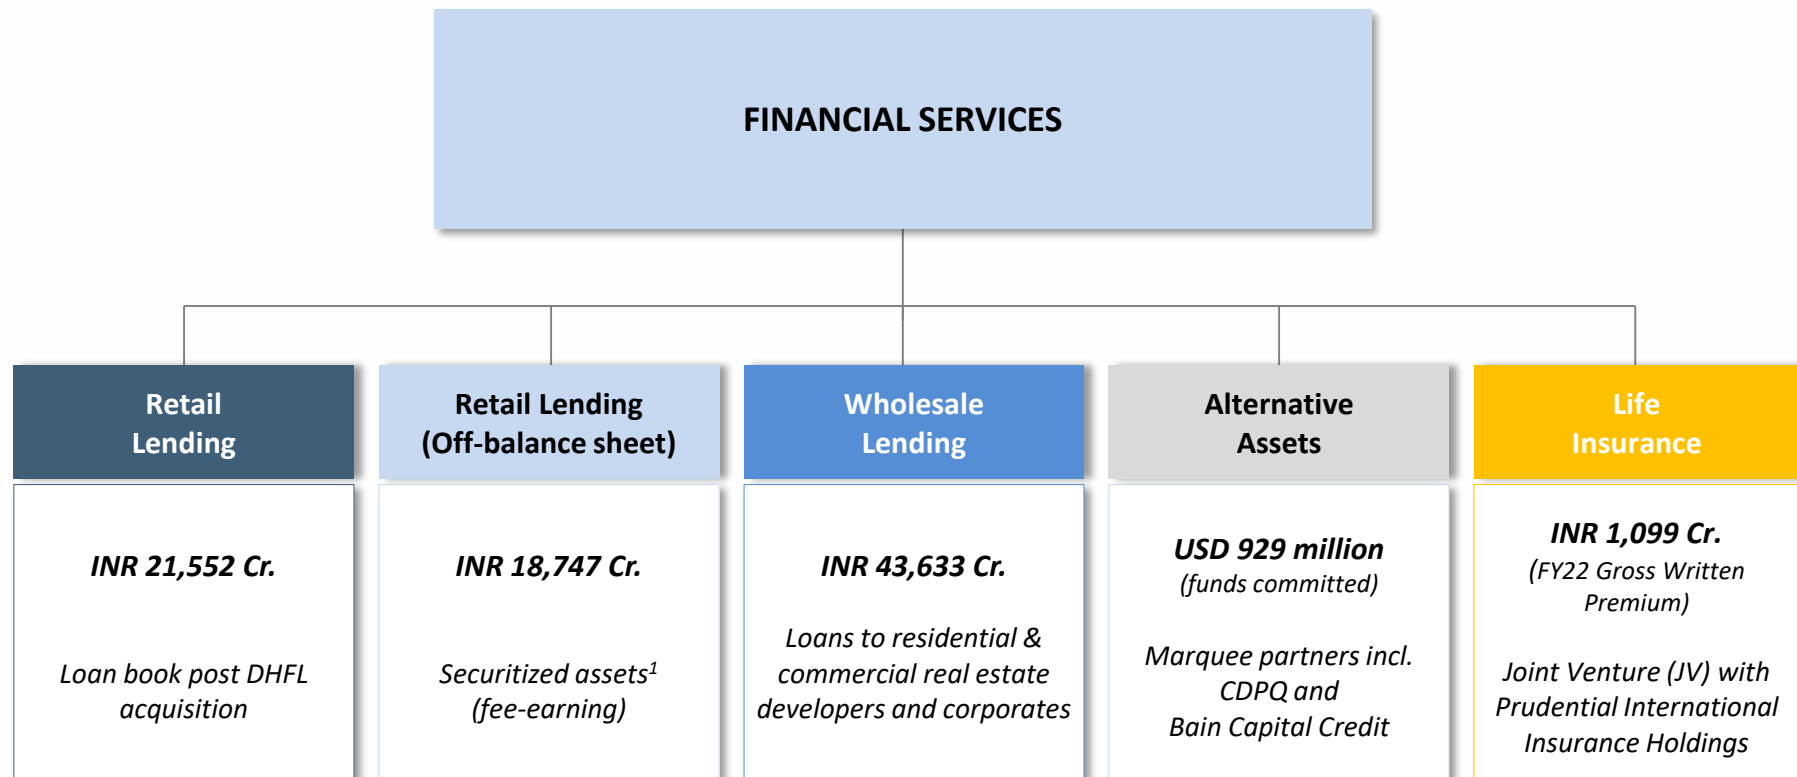 FINANCIAL SERVICES
Retail
Lending
INR 21,552 Cr.
Loan book post DHFL
acquisition
Retail Lending
(Off-balance sheet)
INR 18,747 Cr.
Securitized assets¹
(fee-earning)
Wholesale
Lending
INR 43,633 Cr.
Loans to residential &
commercial real estate
developers and corporates
Alternative
Assets
USD 929 million
(funds committed)
Marquee partners incl.
CDPQ and
Bain Capital Credit
Life
Insurance
INR 1,099 Cr.
(FY22 Gross Written
Premium)
Joint Venture (JV) with
Prudential International
Insurance Holdings